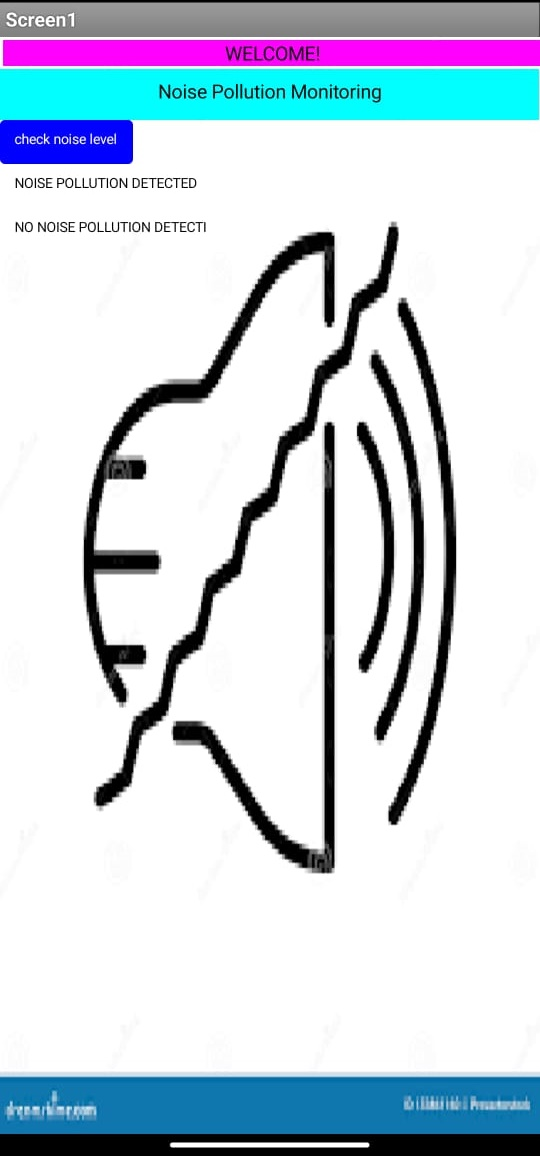 Screen1
WELCOME!
Noise Pollution Monitoring
check noise level
NOISE POLLUTION DETECTED
NO NOISE POLLUTION DETECTI
dreamstime.com